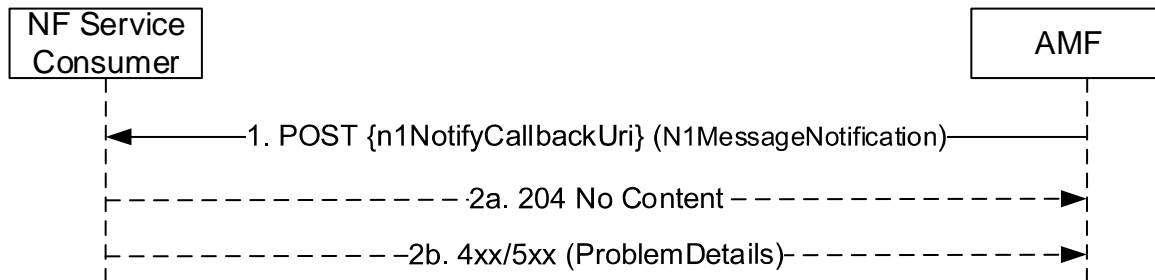 NF Service
Consumer
AMF
1. POST {n1NotifyCallbackUri} (N1MessageNotification)
2a. 204 No Content
2b. 4xx/5xx (ProblemDetails)